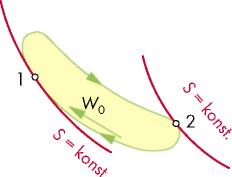 1
W₀
2
S = konst.
S = konst.